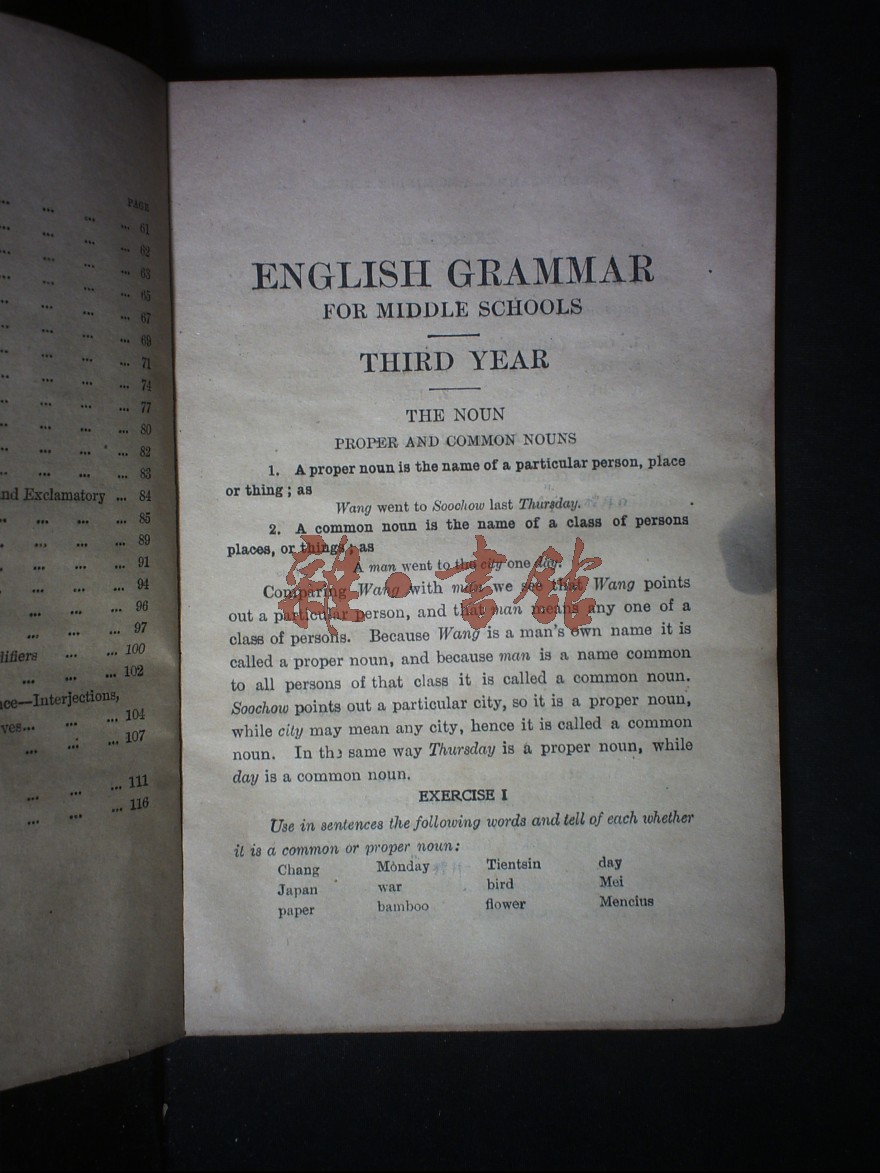 PAGE
... ... ... 61
... ... ... 62
... ... ... 63
... ... ... 65
... ... ... 67
... ... ... 69
... ... ... 71
... ... ... 74
... ... ... 77
... ... ... 80
... ... ... 82
... ... ... 83
nd Exclamatory ... 84
... ... ... ... 85
... ... ... 89
... ... ... 91
... ... ... 94
... ... ... 96
... ... ... 97
lifiers ... ... 100
... ... ... 102
ce—Interjections,
ves... ... ... 104
... ... ... 107
... ... ... 111
... ... ... 116
ENGLISH GRAMMAR
FOR MIDDLE SCHOOLS
THIRD YEAR
THE NOUN
PROPER AND COMMON NOUNS
1. A proper noun is the name of a particular person, place
or thing ; as
Wang went to Soochow last Thursday.
2. A common noun is the name of a class of persons
places, or things ; as
A man went to the city one day.
Comparing Wang with man we see that Wang points
out a particular person, and that man means any one of a
class of persons. Because Wang is a man's own name it is
called a proper noun, and because man is a name common
to all persons of that class it is called a common noun.
Soochow points out a particular city, so it is a proper noun,
while city may mean any city, hence it is called a common
noun. In the same way Thursday is a proper noun, while
day is a common noun.
EXERCISE I
Use in sentences the following words and tell of each whether
it is a common or proper noun:
Chang Monday Tientsin day
Japan war bird Mei
paper bamboo flower Mencius
雜·書館